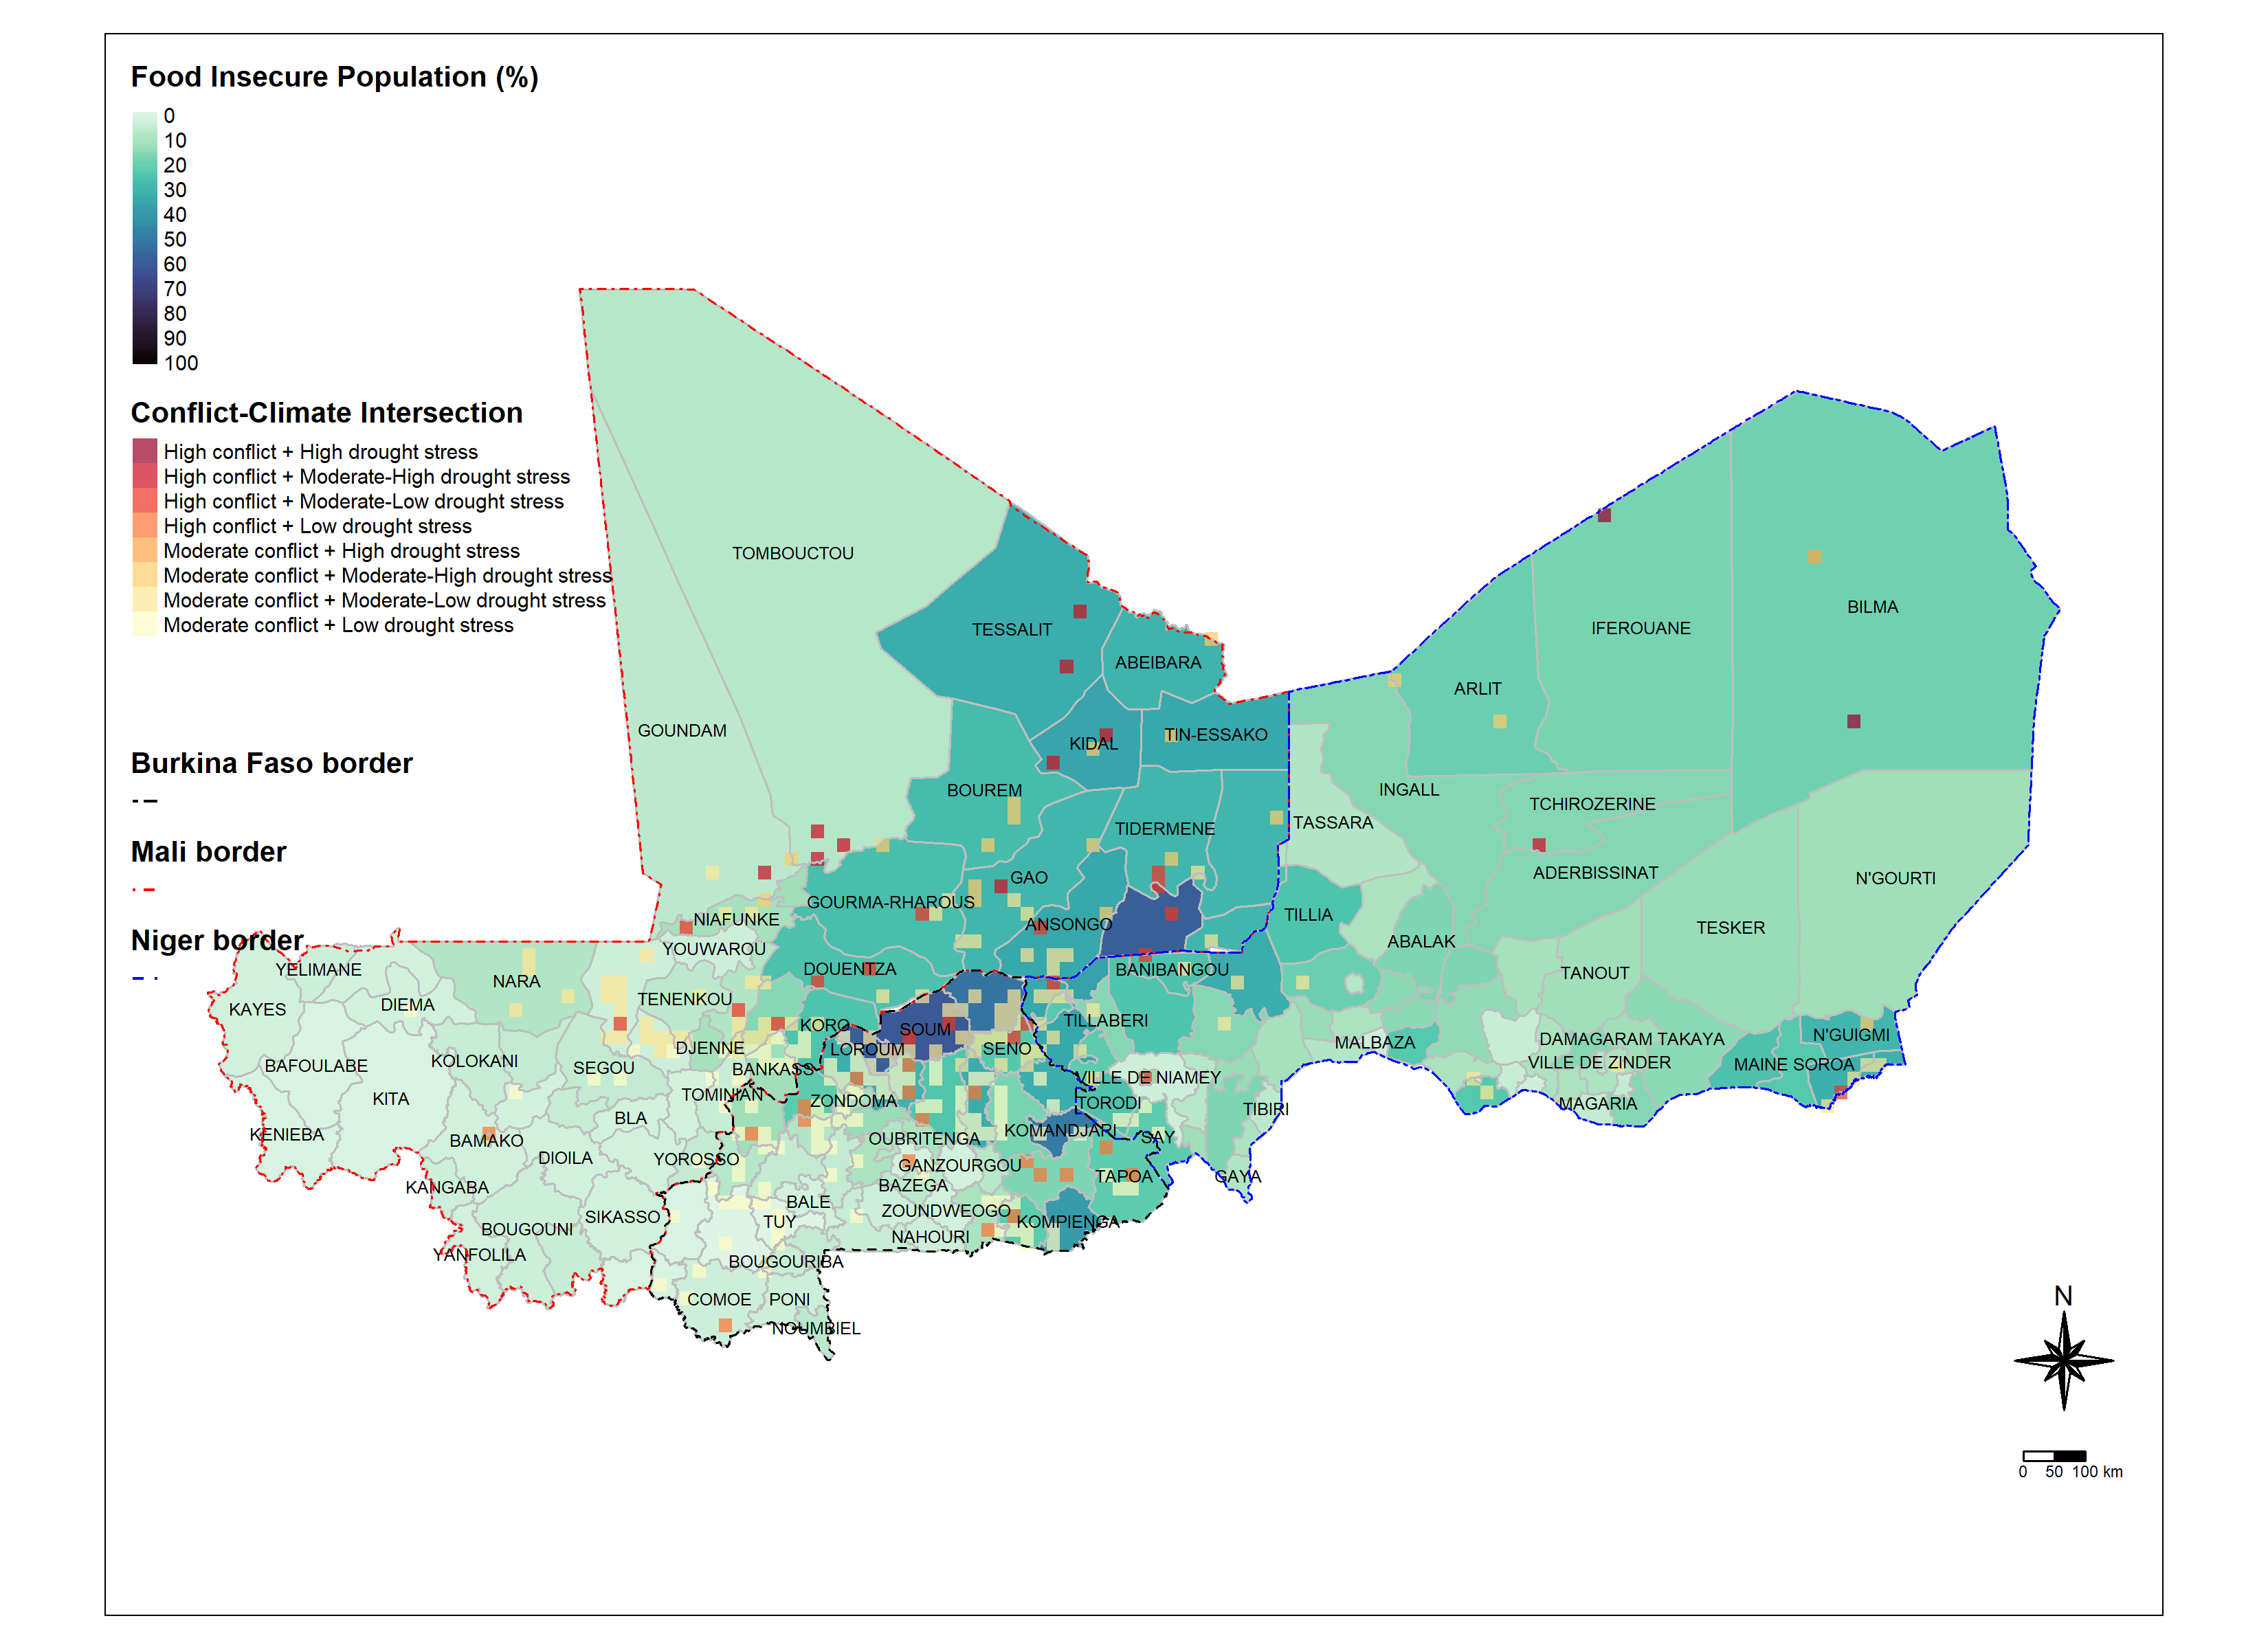 Food Insecure Population (%)
0
10
20
30
40
50
60
70
80
90
100
Conflict-Climate Intersection
High conflict + High drought stress
High conflict + Moderate-High drought stress
High conflict + Moderate-Low drought stress
High conflict + Low drought stress
Moderate conflict + High drought stress
Moderate conflict + Moderate-High drought stress
Moderate conflict + Moderate-Low drought stress
Moderate conflict + Low drought stress
Burkina Faso border
Mali border
Niger border
TOMBOUCTOU
TESSALIT
ABEIBARA
GOUNDAM
KIDAL
TIN-ESSAKO
BOUREM
TIDERMENE
GAO
GOURMA-RHAROUS
ANSONGO
NIAFUNKE
YOUWAROU
DOUENTZA
TENENKOU
NARA
YELIMANE
KAYES
DIEMA
KORO
DJENNE
BANKASS
KOLOKANI
SEGOU
BAFOULABE
KITA
TOMINIAN
BLA
KENIEBA
BAMAKO
DIOILA
YOROSSO
KANGABA
SIKASSO
BOUGOUNI
YANFOLILA
SOUM
LOROUM
SENO
ZONDOMA
OUBRITENGA
KOMANDJARI
GANZOURGOU
BAZEGA
TAPOA
BALE
ZOUNDWEOGO
TUY
KOMPIENGA
NAHOURI
BOUGOURIBA
COMOE
PONI
NOUMBIEL
BILMA
IFEROUANE
ARLIT
INGALL
TCHIROZERINE
TASSARA
ADERBISSINAT
N'GOURTI
TILLIA
TESKER
ABALAK
BANIBANGOU
TANOUT
TILLABERI
MALBAZA
DAMAGARAM TAKAYA
N'GUIGMI
VILLE DE ZINDER
MAINE SOROA
VILLE DE NIAMEY
TORODI
TIBIRI
MAGARIA
SAY
GAYA
N
0 50 100 km